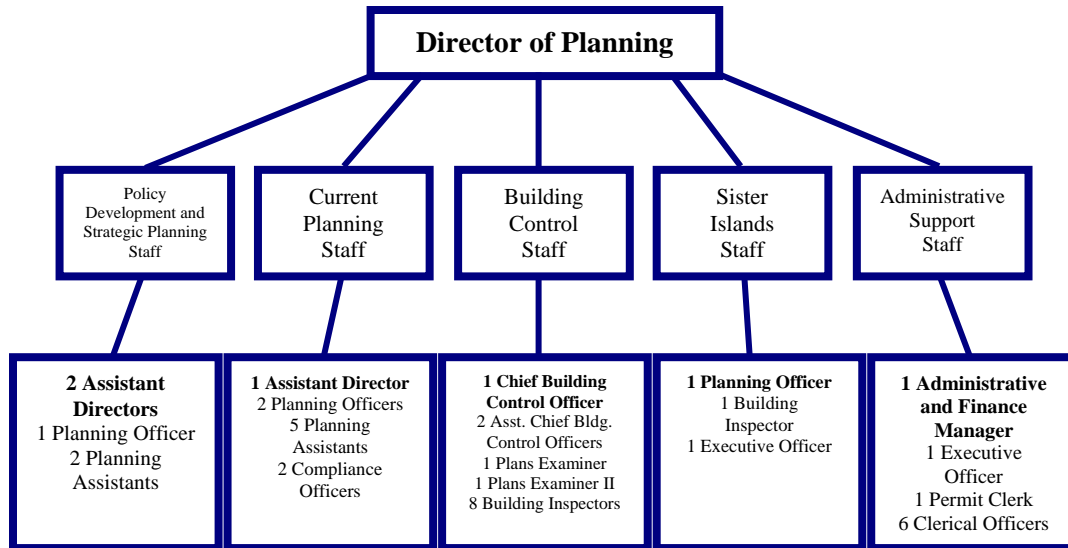 Director of Planning
Policy
Development and
Strategic Planning
Staff
Current
Planning
Staff
Building
Control
Staff
Sister
Islands
Staff
Administrative
Support
Staff
2 Assistant
Directors
1 Planning Officer
2 Planning
Assistants
1 Assistant Director
2 Planning Officers
5 Planning
Assistants
2 Compliance
Officers
1 Chief Building
Control Officer
2 Asst. Chief Bldg.
Control Officers
1 Plans Examiner
1 Plans Examiner II
8 Building Inspectors
1 Planning Officer
1 Building
Inspector
1 Executive Officer
1 Administrative
and Finance
Manager
1 Executive
Officer
1 Permit Clerk
6 Clerical Officers